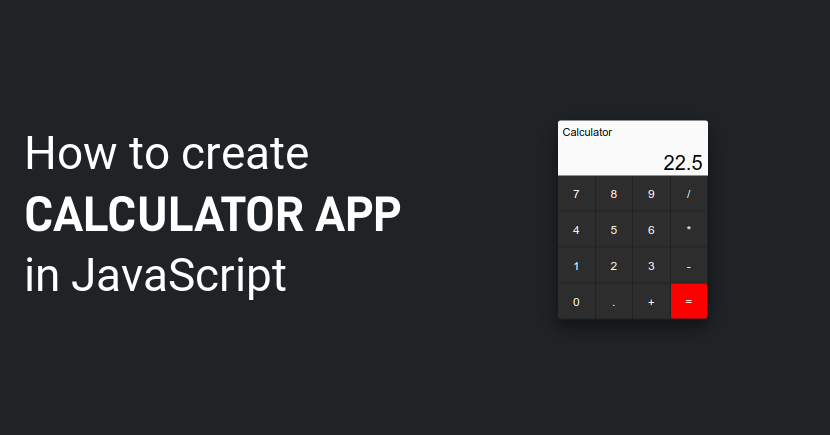 How to create
CALCULATOR APP
in JavaScript
Calculator
22.5
7 8 9 /
4 5 6 *
1 2 3 -
0 . + =